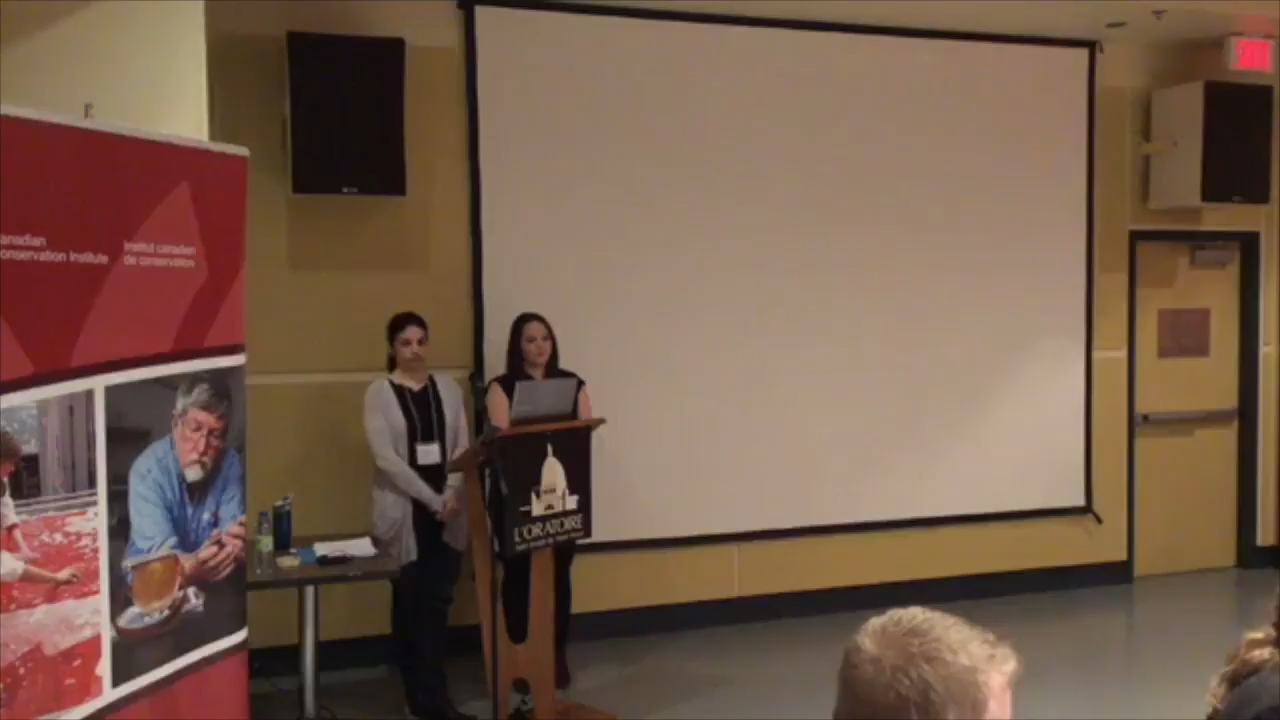 anadian
onservation Institute
Institut canadien
de conservation
L'ORATOIRE